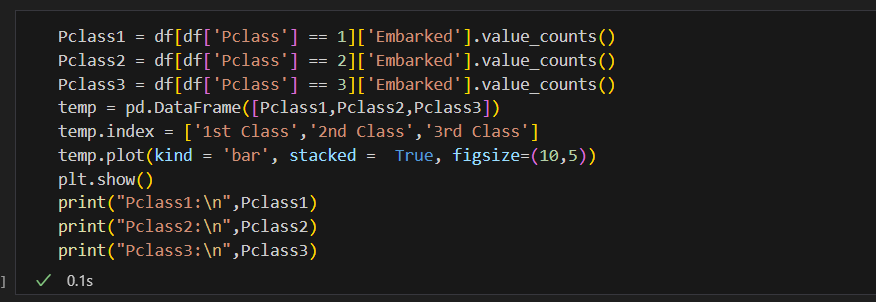 Pclass1 = df[df['Pclass'] == 1]['Embarked'].value_counts()
Pclass2 = df[df['Pclass'] == 2]['Embarked'].value_counts()
Pclass3 = df[df['Pclass'] == 3]['Embarked'].value_counts()
temp = pd.DataFrame([Pclass1,Pclass2,Pclass3])
temp.index = ['1st Class','2nd Class','3rd Class']
temp.plot(kind = 'bar', stacked =  True, figsize=(10,5))
plt.show()
print("Pclass1:\n",Pclass1)
print("Pclass2:\n",Pclass2)
print("Pclass3:\n",Pclass3)
] ✓ 0.1s